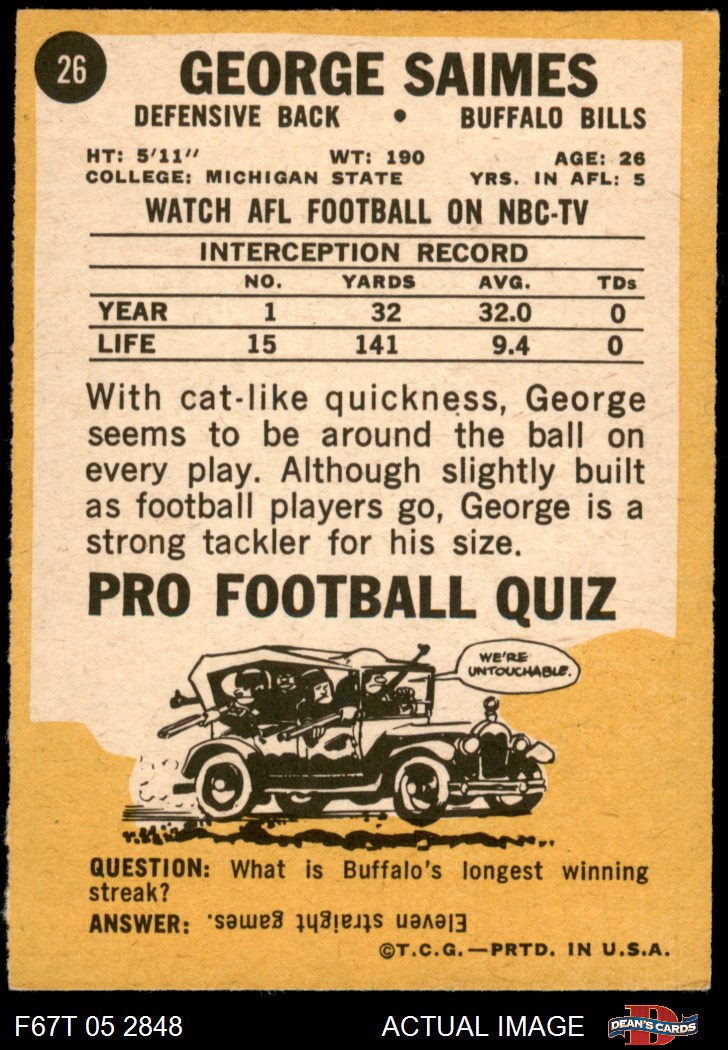 26
GEORGE SAIMES
DEFENSIVE BACK • BUFFALO BILLS
HT: 5'11" WT: 190 AGE: 26
COLLEGE: MICHIGAN STATE YRS. IN AFL: 5
WATCH AFL FOOTBALL ON NBC-TV
INTERCEPTION RECORD
NO. YARDS AVG. TDs
YEAR 1 32 32.0 0
LIFE 15 141 9.4 0
With cat-like quickness, George
seems to be around the ball on
every play. Although slightly built
as football players go, George is a
strong tackler for his size.
PRO FOOTBALL QUIZ
WE'RE
UNTOUCHABLE.
QUESTION: What is Buffalo's longest winning
streak?
ANSWER: Eleven straight games.
©T.C.G.—PRTD. IN U.S.A.
F67T 05 2848 ACTUAL IMAGE DEAN'S CARDS